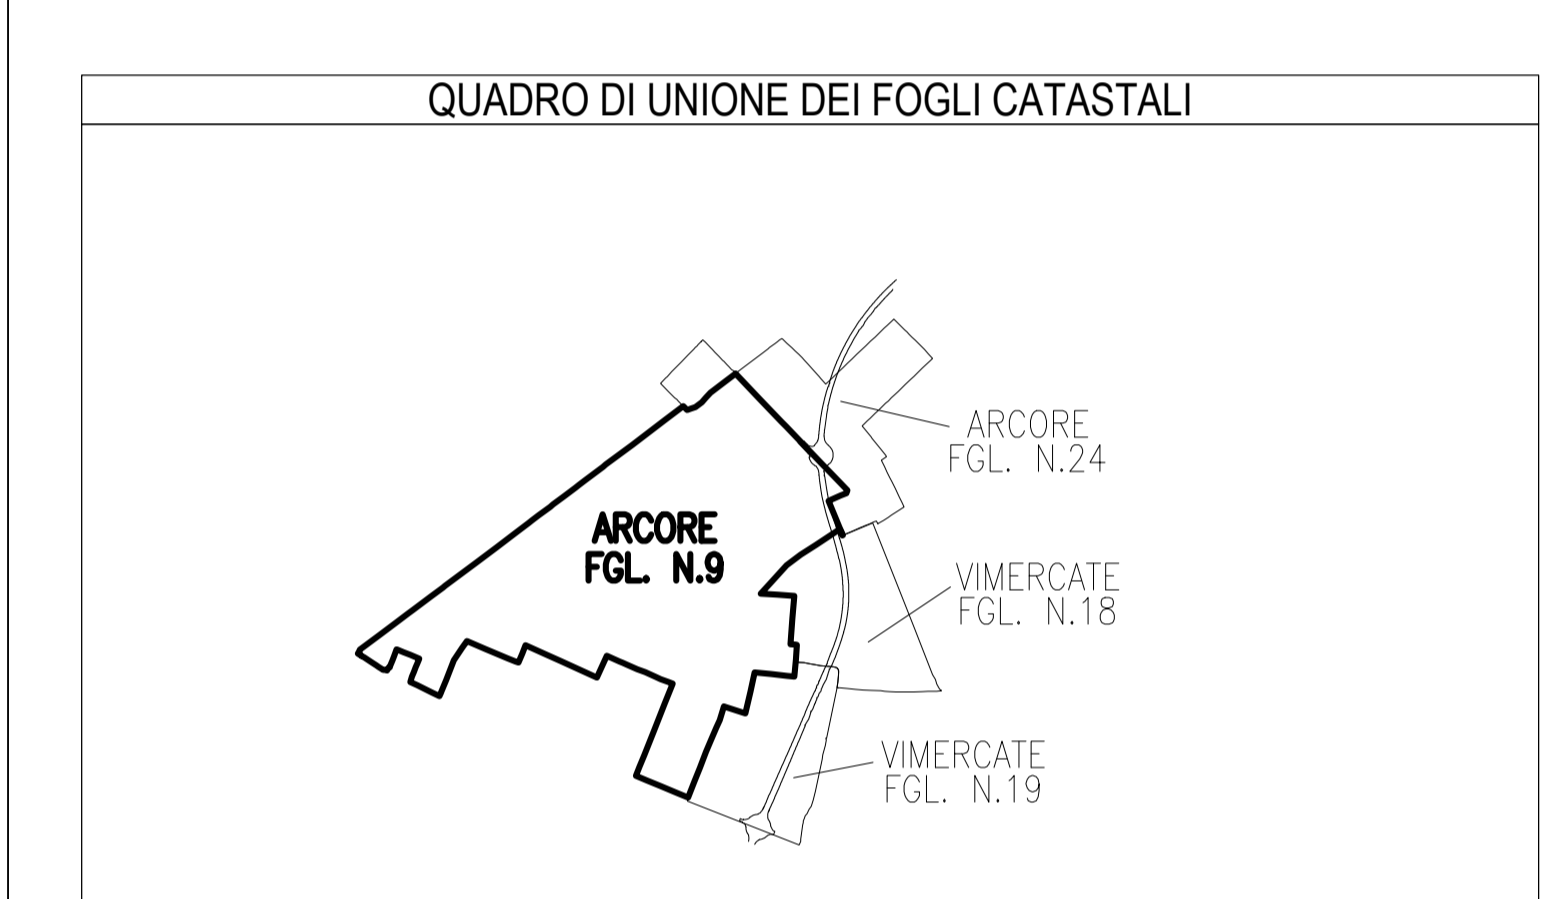 QUADRO DI UNIONE DEI FOGLI CATASTALI
ARCORE
FGL. N.24
ARCORE
FGL. N.9
VIMERCATE
FGL. N.18
VIMERCATE
FGL. N.19